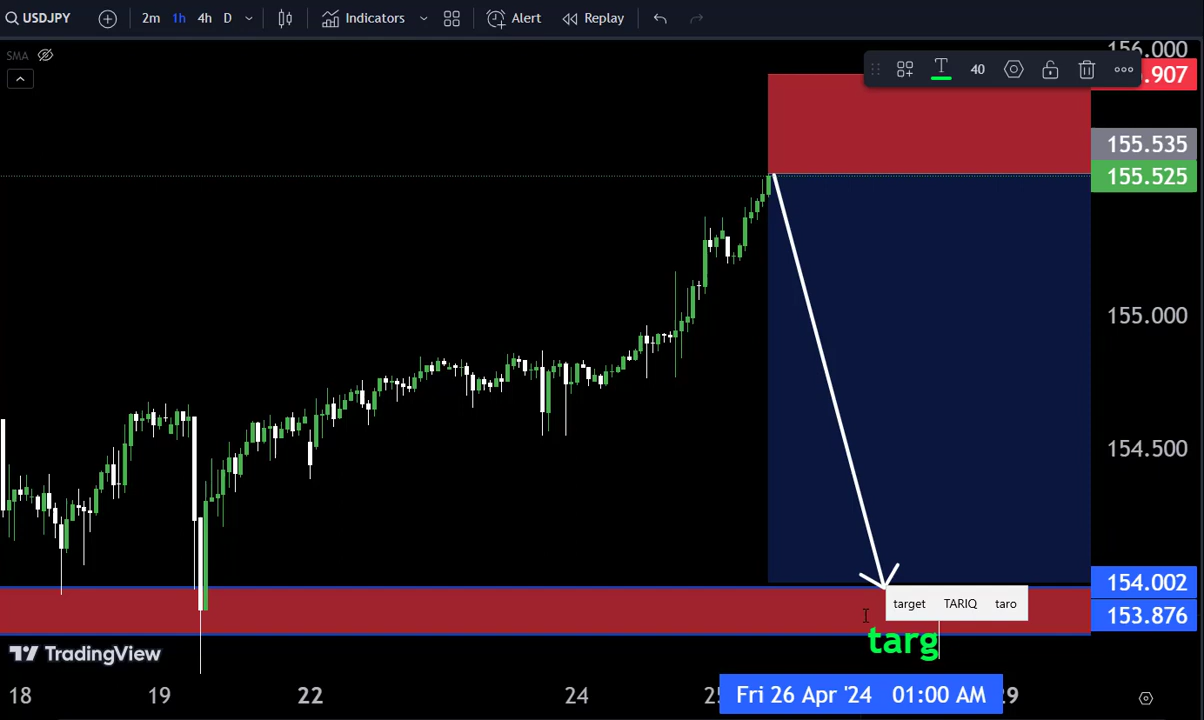 USDJPY 2m 1h 4h D Indicators Alert Replay
SMA
156.000
40
.907
155.535
155.525
155.000
154.500
154.002
target TARIQ taro
153.876
targ
TradingView
18 19 22 24 Fri 26 Apr '24 01:00 AM